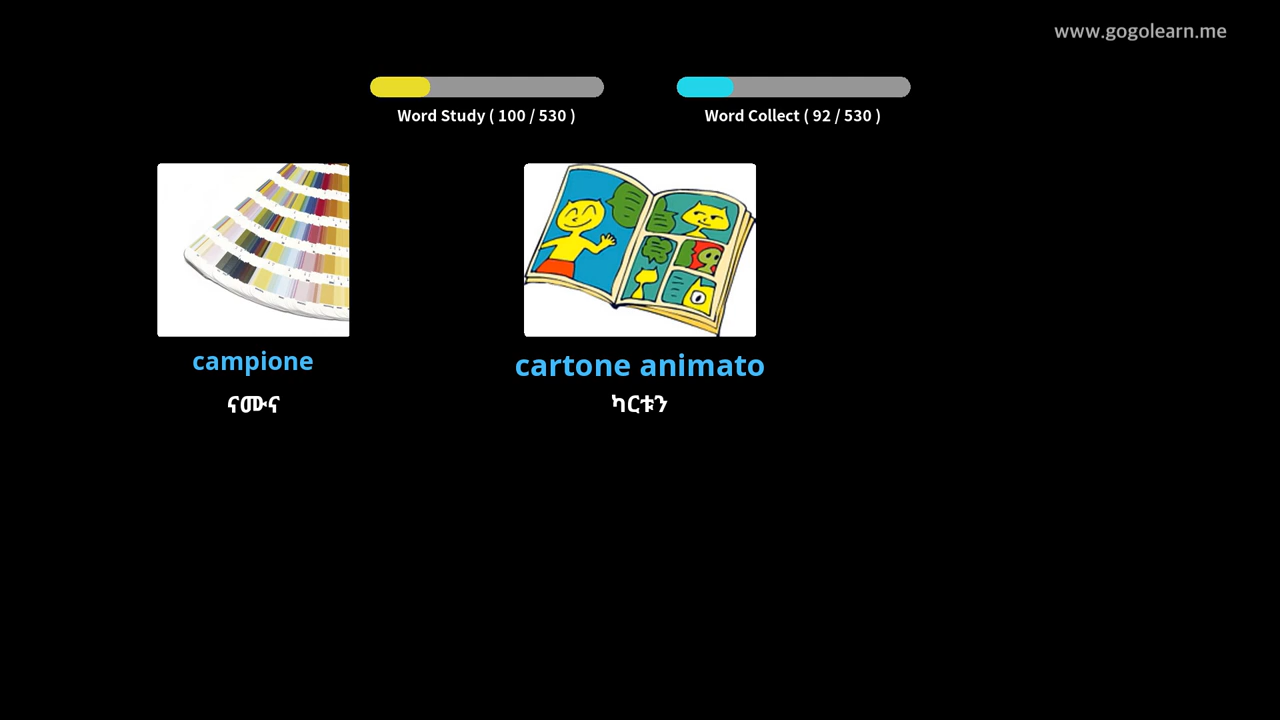 www.gogolearn.me
Word Study ( 100 / 530 )
Word Collect ( 92 / 530 )
campione
ናሙና
cartone animato
ካርቱን